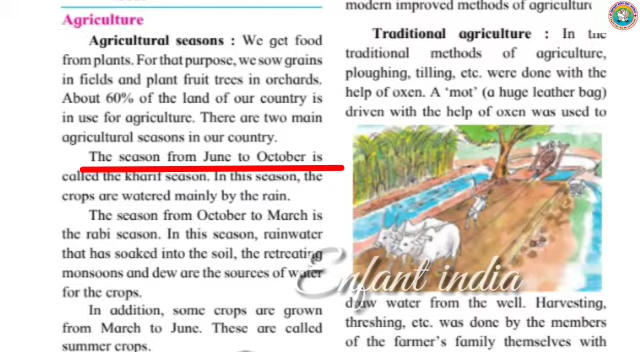 Agriculture
Agricultural seasons : We get food
from plants. For that purpose, we sow grains
in fields and plant fruit trees in orchards.
About 60% of the land of our country is
in use for agriculture. There are two main
agricultural seasons in our country.
The season from June to October is
called the kharif season. In this season, the
crops are watered mainly by the rain.
The season from October to March is
the rabi season. In this season, rainwater
that has soaked into the soil, the retreating
monsoons and dew are the sources of water
for the crops.
In addition, some crops are grown
from March to June. These are called
summer crops.
modern improved methods of
Traditional agriculture : In the
traditional methods of agriculture,
ploughing, tilling, etc. were done with the
help of oxen. A ‘mot’ (a huge leather bag)
driven with the help of oxen was used to
Enfant india
draw water from the well. Harvesting,
threshing, etc. was done by the members
of the farmer's family themselves with